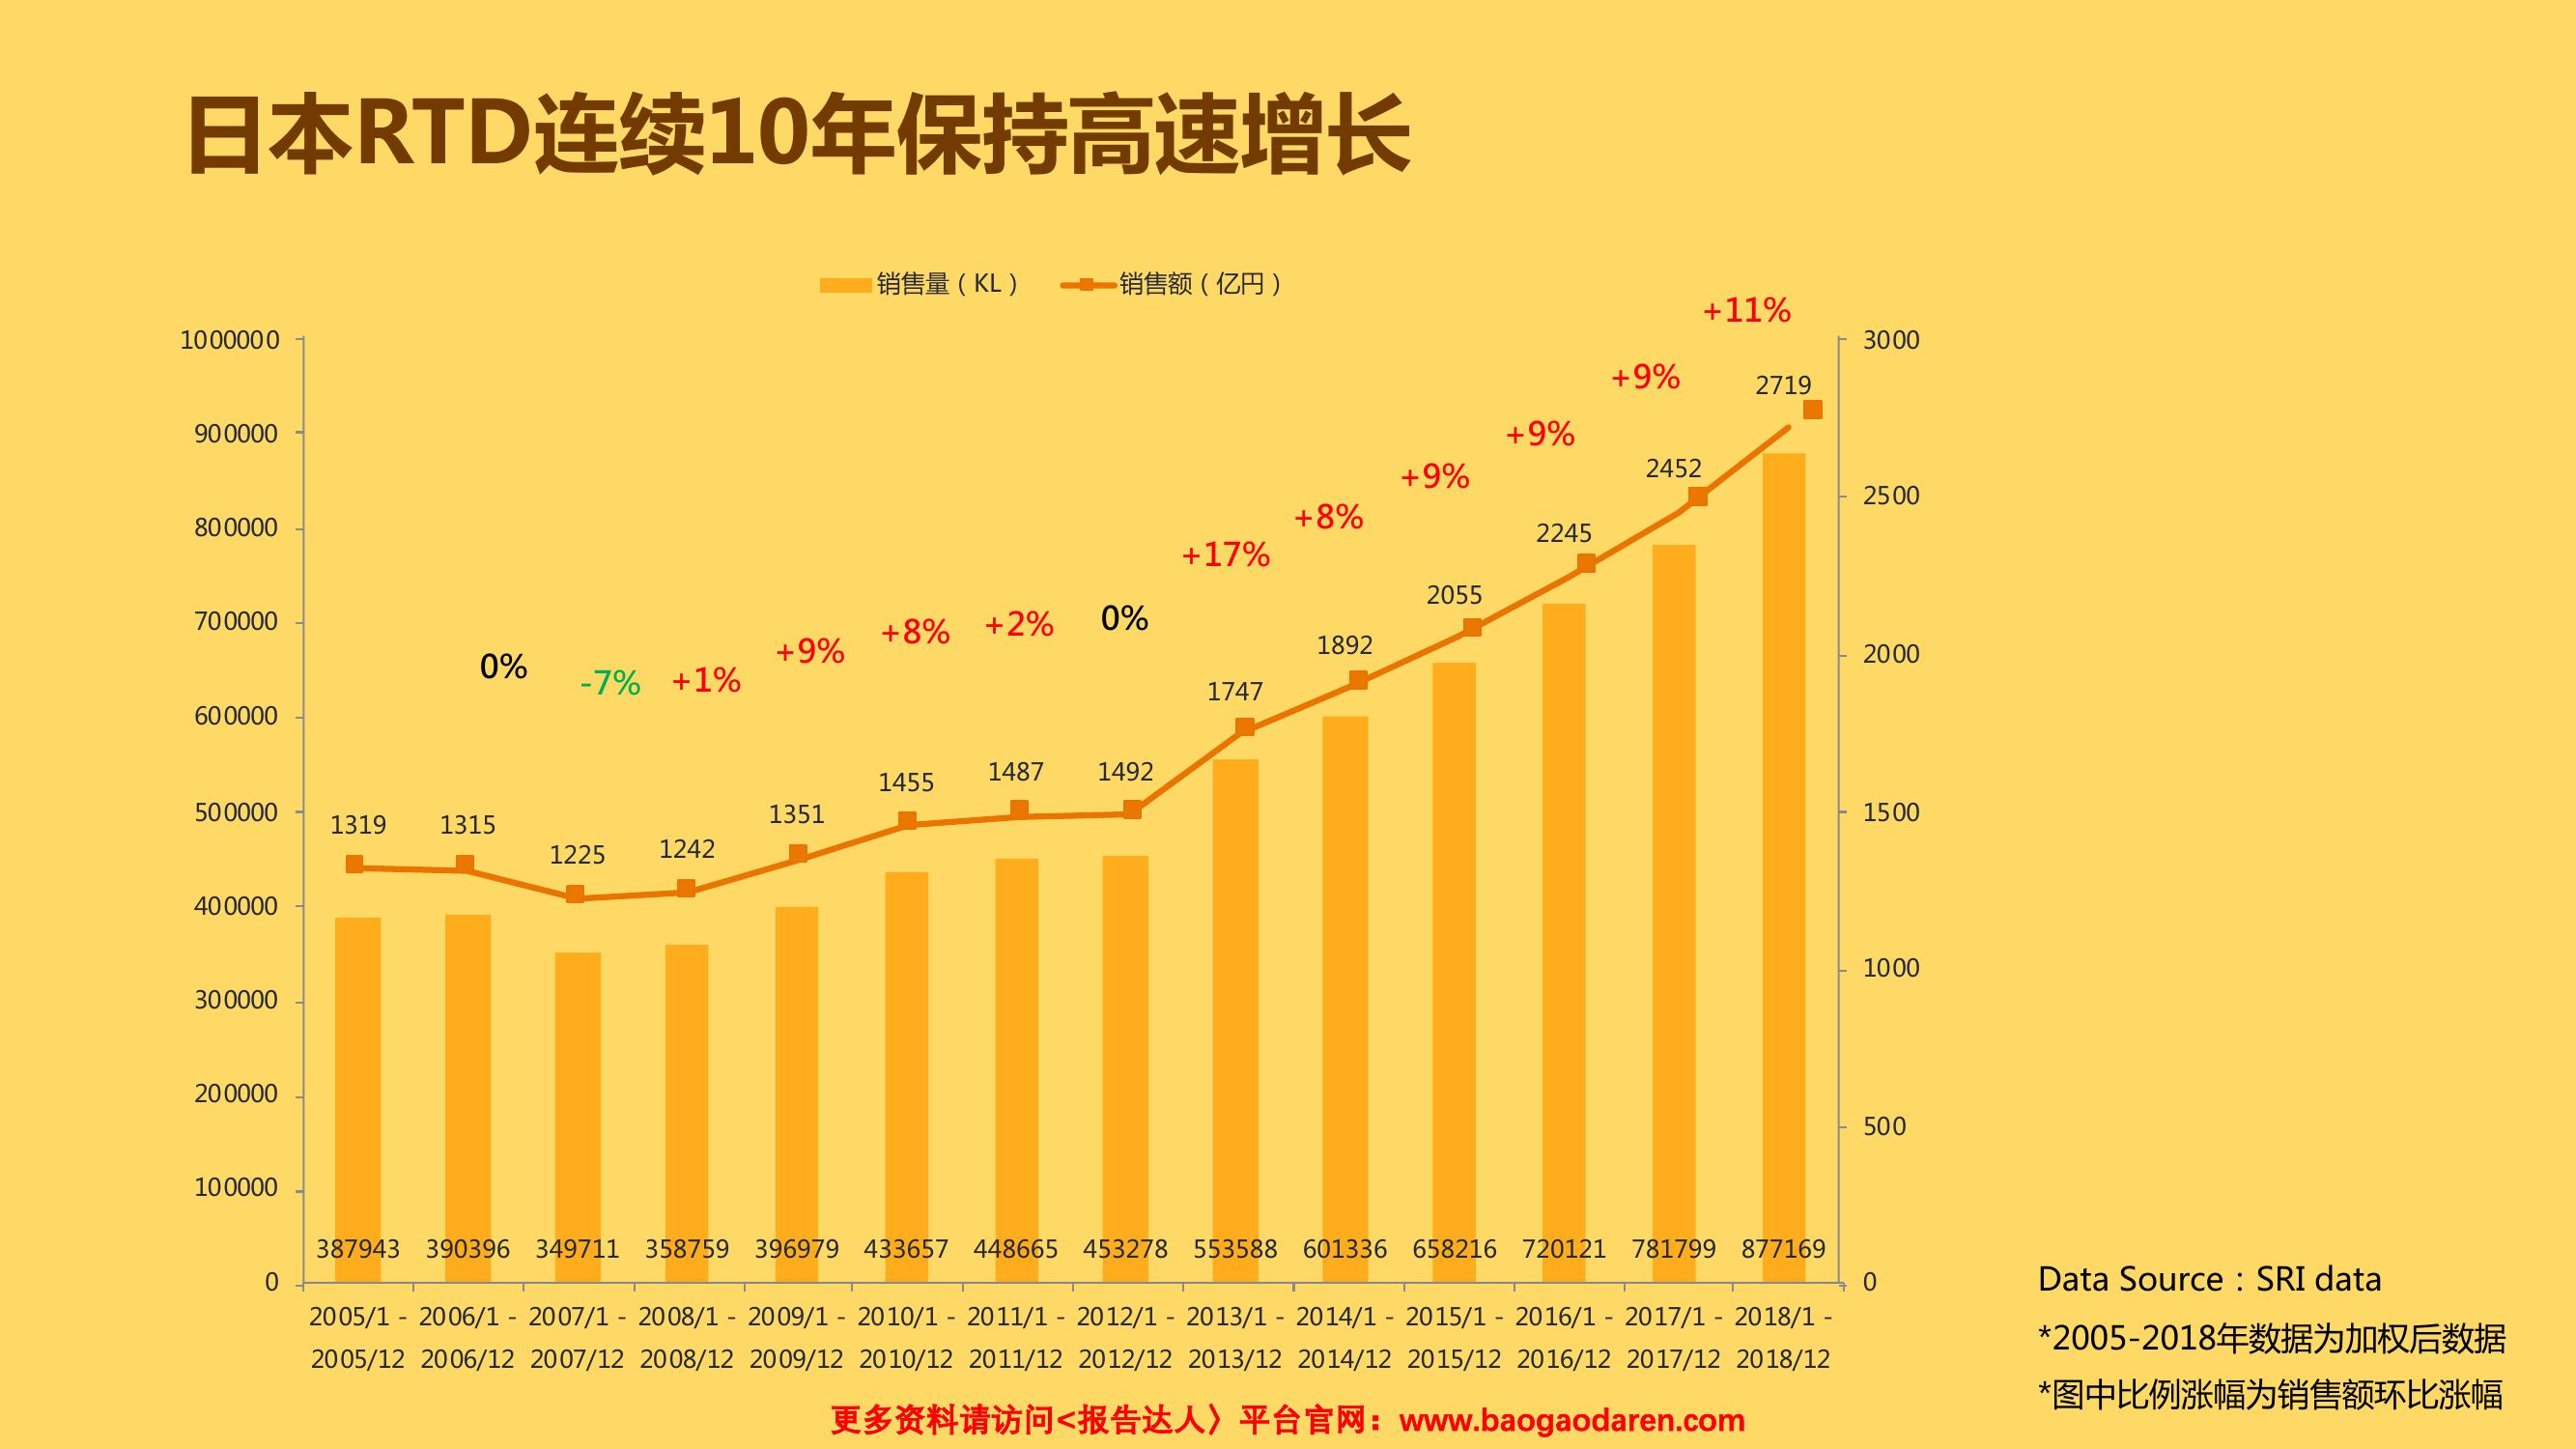 日本RTD连续10年保持高速增长
销售量（KL） 销售额（亿円）
1000000
900000
800000
700000
600000
500000
400000
300000
200000
100000
0
3000
2500
2000
1500
1000
500
0
0% -7% +1% +9% +8% +2% 0% +17% +8% +9% +9% +9% +11%
1319 1315 1225 1242 1351 1455 1487 1492 1747 1892 2055 2245 2452 2719
387943 390396 349711 358759 396979 433657 448665 453278 553588 601336 658216 720121 781799 877169
2005/1 - 2006/1 - 2007/1 - 2008/1 - 2009/1 - 2010/1 - 2011/1 - 2012/1 - 2013/1 - 2014/1 - 2015/1 - 2016/1 - 2017/1 - 2018/1 -
2005/12 2006/12 2007/12 2008/12 2009/12 2010/12 2011/12 2012/12 2013/12 2014/12 2015/12 2016/12 2017/12 2018/12
Data Source：SRI data
*2005-2018年数据为加权后数据
*图中比例涨幅为销售额环比涨幅
更多资料请访问<报告达人〉平台官网：www.baogaodaren.com